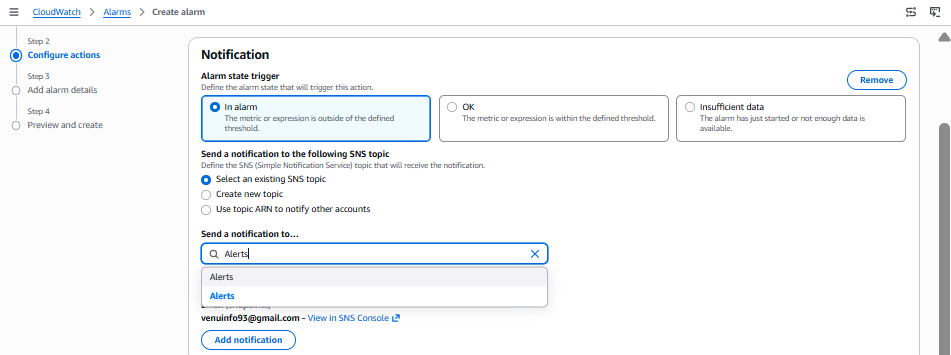 CloudWatch > Alarms > Create alarm
Step 2
Configure actions
Step 3
Add alarm details
Step 4
Preview and create
Notification
Alarm state trigger
Define the alarm state that will trigger this action.
Remove
In alarm
The metric or expression is outside of the defined
threshold.
OK
The metric or expression is within the defined threshold.
Insufficient data
The alarm has just started or not enough data is
available.
Send a notification to the following SNS topic
Define the SNS (Simple Notification Service) topic that will receive the notification.
Select an existing SNS topic
Create new topic
Use topic ARN to notify other accounts
Send a notification to…
Alerts
Alerts
Alerts
venuinfo93@gmail.com - View in SNS Console
Add notification